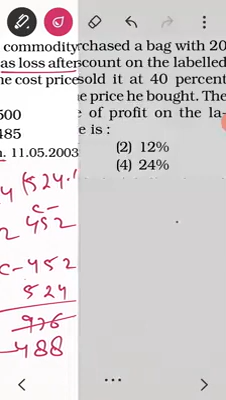 commodity
as loss after
he cost price
500
485
n. 11.05.2003
rchased a bag with 20
count on the labelled
sold it at 40 percent
e price he bought. The
e of profit on the la-
e is :
(2) 12%
(4) 24%
4 (524.
c-
2 452
c-452
524
976
488